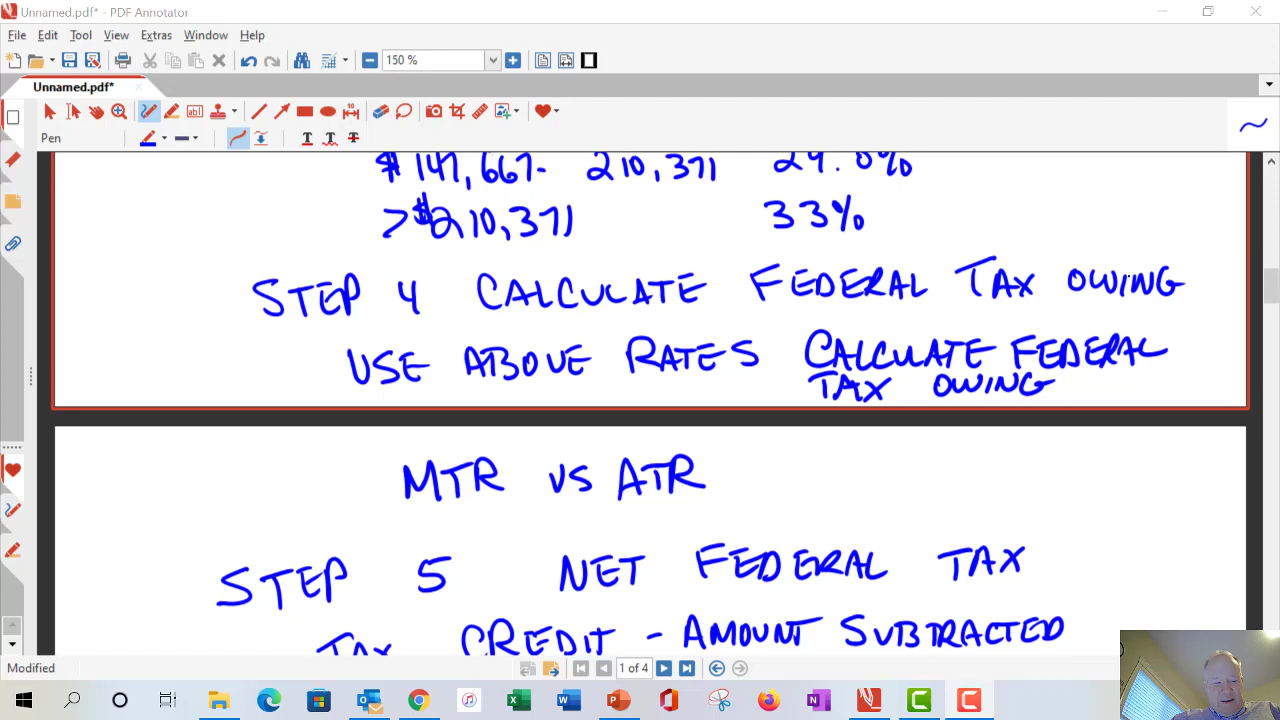 Unnamed.pdf* - PDF Annotator
File Edit Tool View Extras Window Help
150 %
Unnamed.pdf*
Pen
$ 147,667- 210,371 29.0%
>$210,371 33%
STEP 4 CALCULATE FEDERAL TAX OWING
USE ABOVE RATES CALCULATE FEDERAL
TAX OWING
MTR VS ATR
STEP 5 NET FEDERAL TAX
TAX CREDIT - AMOUNT SUBTRACTED
Modified
1 of 4